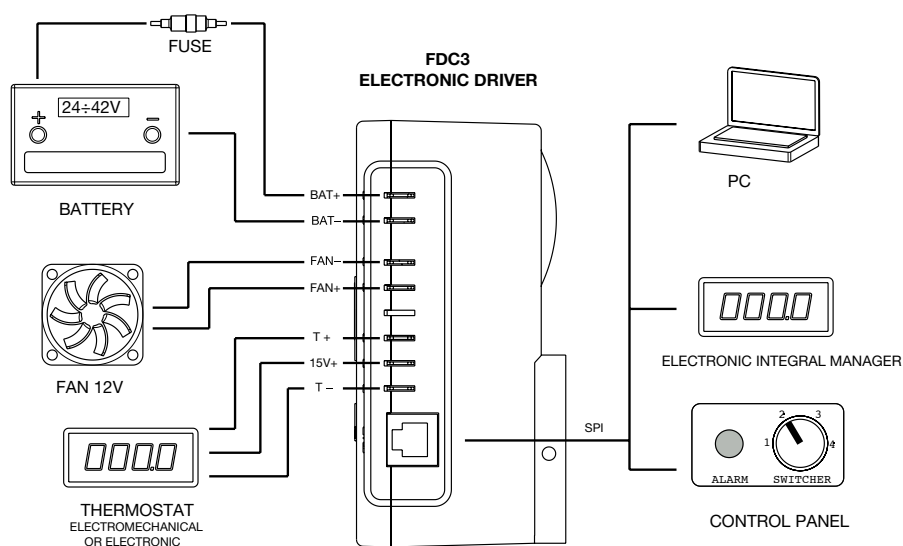 FUSE
FDC3
ELECTRONIC DRIVER
+
24÷42V
–
BATTERY
PC
BAT+
BAT–
FAN–
FAN+
FAN 12V
T +
15V+
T –
000.0
ELECTRONIC INTEGRAL MANAGER
000.0
THERMOSTAT
ELECTROMECHANICAL
OR ELECTRONIC
SPI
1
2
3
4
ALARM
SWITCHER
CONTROL PANEL